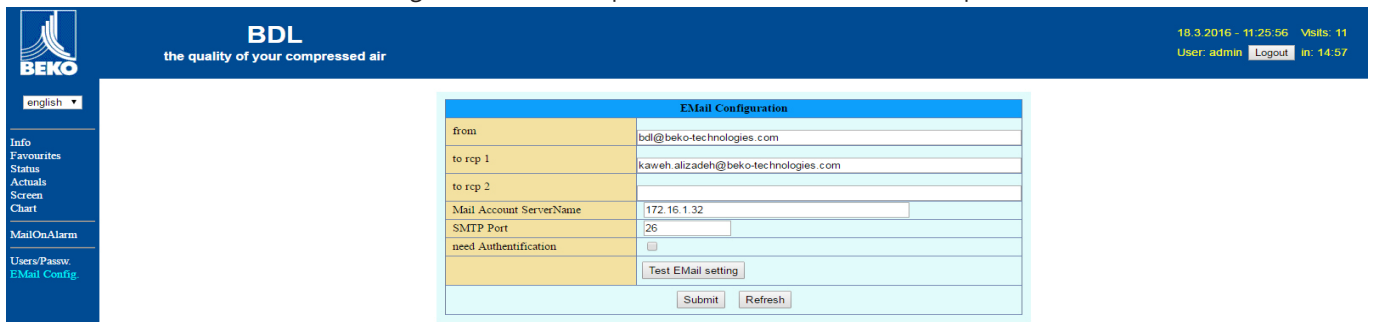 BEKO
BDL
the quality of your compressed air
18.3.2016 - 11:25:56 Visits: 11
User: admin Logout in: 14:57
english
Info
Favourites
Status
Actuals
Screen
Chart
MailOnAlarm
Users/Passw.
EMail Config.
EMail Configuration
from bdl@beko-technologies.com
to rcp 1 kaweh.alizadeh@beko-technologies.com
to rcp 2
Mail Account ServerName 172.16.1.32
SMTP Port 26
need Authentification
Test EMail setting
Submit Refresh